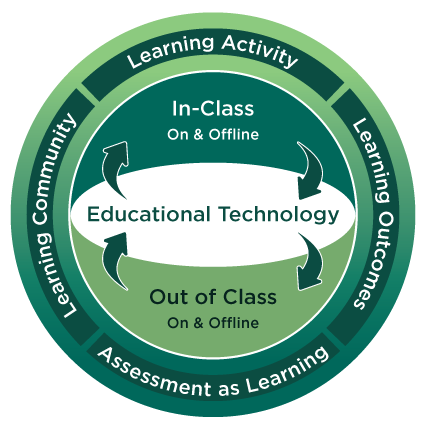 Learning Activity
In-Class
On & Offline
Learning Community
Educational Technology
Learning Outcomes
Out of Class
On & Offline
Assessment as Learning